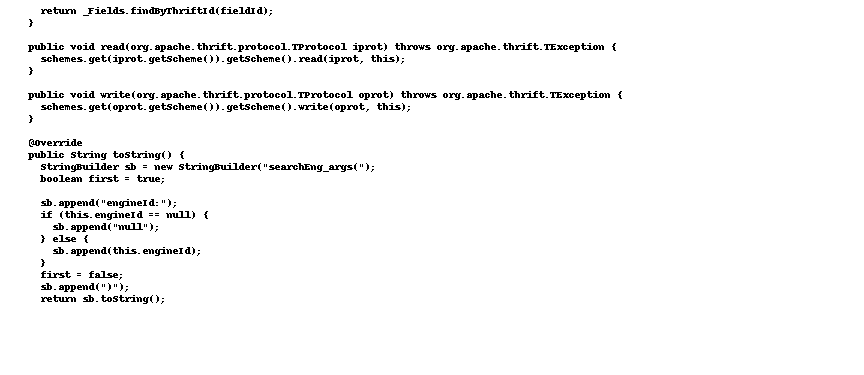 return _Fields.findByThriftId(fieldId);
}
public void read(org.apache.thrift.protocol.TProtocol iprot) throws org.apache.thrift.TException {
schemes.get(iprot.getScheme()).getScheme().read(iprot, this);
}
public void write(org.apache.thrift.protocol.TProtocol oprot) throws org.apache.thrift.TException {
schemes.get(oprot.getScheme()).getScheme().write(oprot, this);
}
@Override
public String toString() {
StringBuilder sb = new StringBuilder("searchEng_args(");
boolean first = true;
sb.append("engineId:");
if (this.engineId == null) {
sb.append("null");
} else {
sb.append(this.engineId);
}
first = false;
sb.append(")");
return sb.toString();